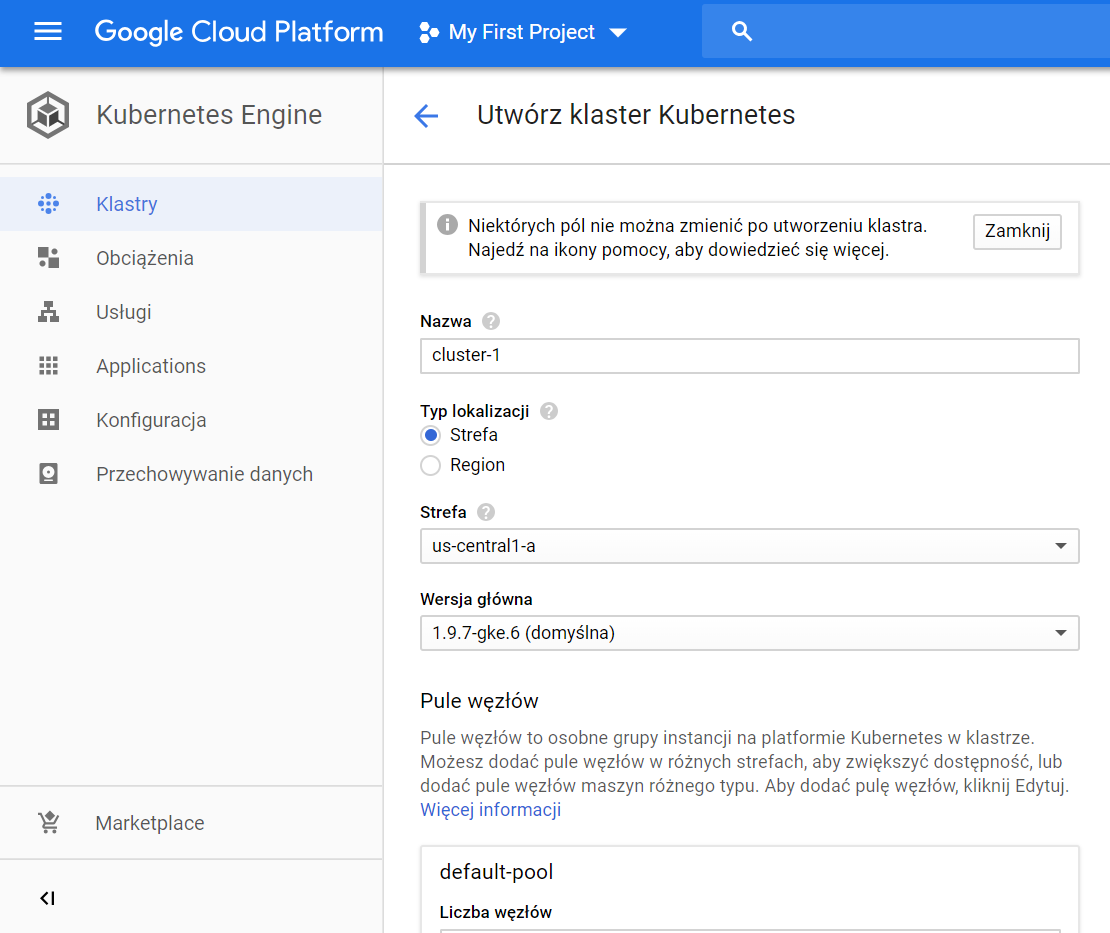 Google Cloud Platform
My First Project
Kubernetes Engine
Klastry
Obciążenia
Usługi
Applications
Konfiguracja
Przechowywanie danych
Marketplace
Utwórz klaster Kubernetes
Niektórych pól nie można zmienić po utworzeniu klastra.
Najedź na ikony pomocy, aby dowiedzieć się więcej.
Zamknij
Nazwa
cluster-1
Typ lokalizacji
Strefa
Region
Strefa
us-central1-a
Wersja główna
1.9.7-gke.6 (domyślna)
Pule węzłów
Pule węzłów to osobne grupy instancji na platformie Kubernetes w klastrze.
Możesz dodać pule węzłów w różnych strefach, aby zwiększyć dostępność, lub
dodać pule węzłów maszyn różnego typu. Aby dodać pulę węzłów, kliknij Edytuj.
Więcej informacji
default-pool
Liczba węzłów